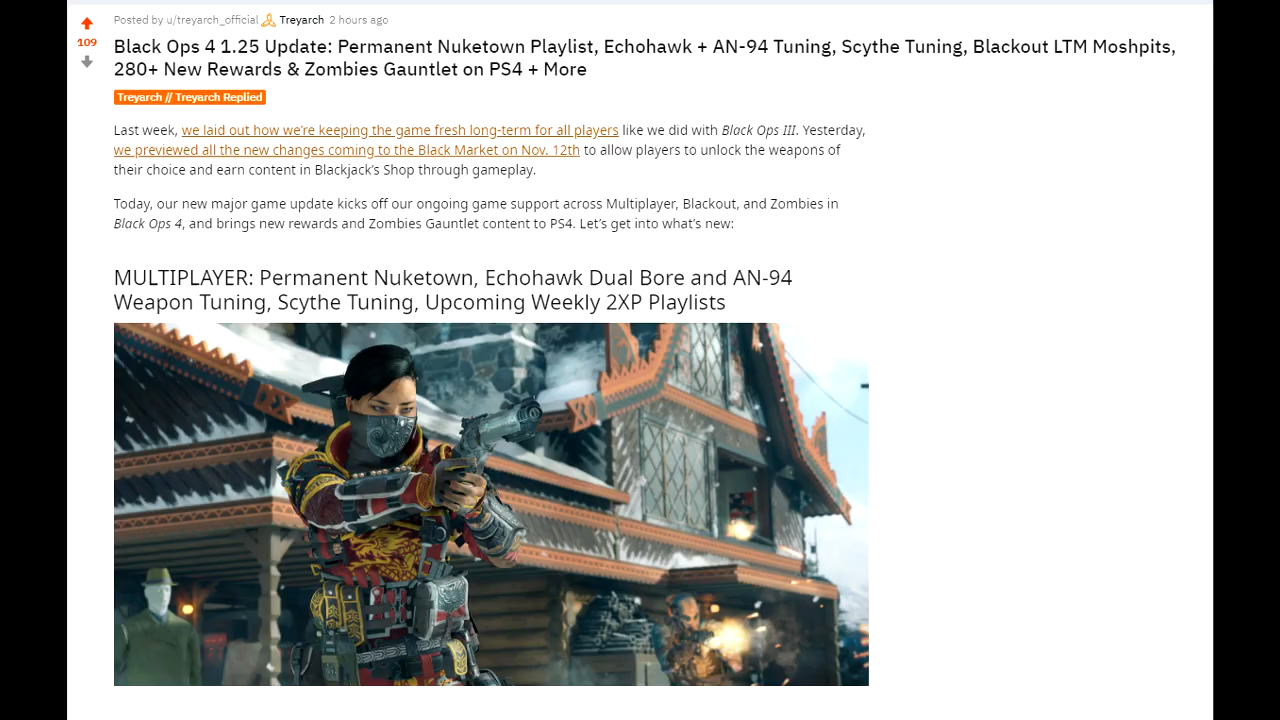 Posted by u/treyarch_official Treyarch 2 hours ago
109
Black Ops 4 1.25 Update: Permanent Nuketown Playlist, Echohawk + AN-94 Tuning, Scythe Tuning, Blackout LTM Moshpits,
280+ New Rewards & Zombies Gauntlet on PS4 + More
Treyarch // Treyarch Replied
Last week, we laid out how we're keeping the game fresh long-term for all players like we did with Black Ops III. Yesterday,
we previewed all the new changes coming to the Black Market on Nov. 12th to allow players to unlock the weapons of
their choice and earn content in Blackjack's Shop through gameplay.
Today, our new major game update kicks off our ongoing game support across Multiplayer, Blackout, and Zombies in
Black Ops 4, and brings new rewards and Zombies Gauntlet content to PS4. Let's get into what's new:
MULTIPLAYER: Permanent Nuketown, Echohawk Dual Bore and AN-94
Weapon Tuning, Scythe Tuning, Upcoming Weekly 2XP Playlists